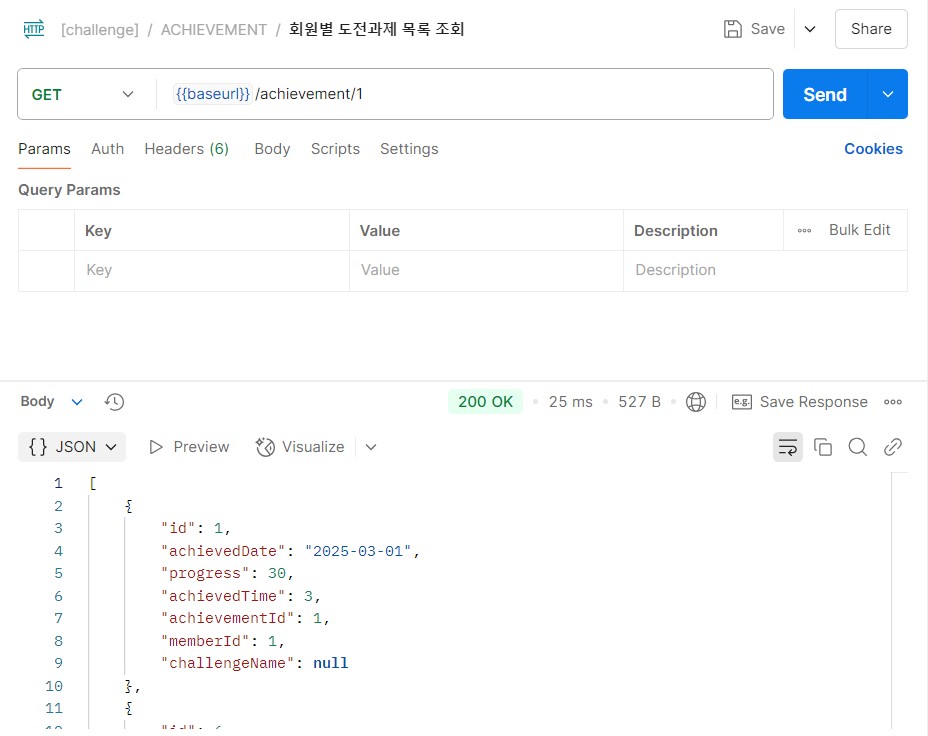 HTTP [challenge] / ACHIEVEMENT / 회원별 도전과제 목록 조회 Save Share
GET {{baseurl}} /achievement/1 Send
Params Auth Headers (6) Body Scripts Settings Cookies
Query Params
Key Value Description Bulk Edit
Key Value Description
Body 200 OK 25 ms 527 B e.g. Save Response
{} JSON Preview Visualize
1 [
2 {
3 "id": 1,
4 "achievedDate": "2025-03-01",
5 "progress": 30,
6 "achievedTime": 3,
7 "achievementId": 1,
8 "memberId": 1,
9 "challengeName": null
10 },
11 {